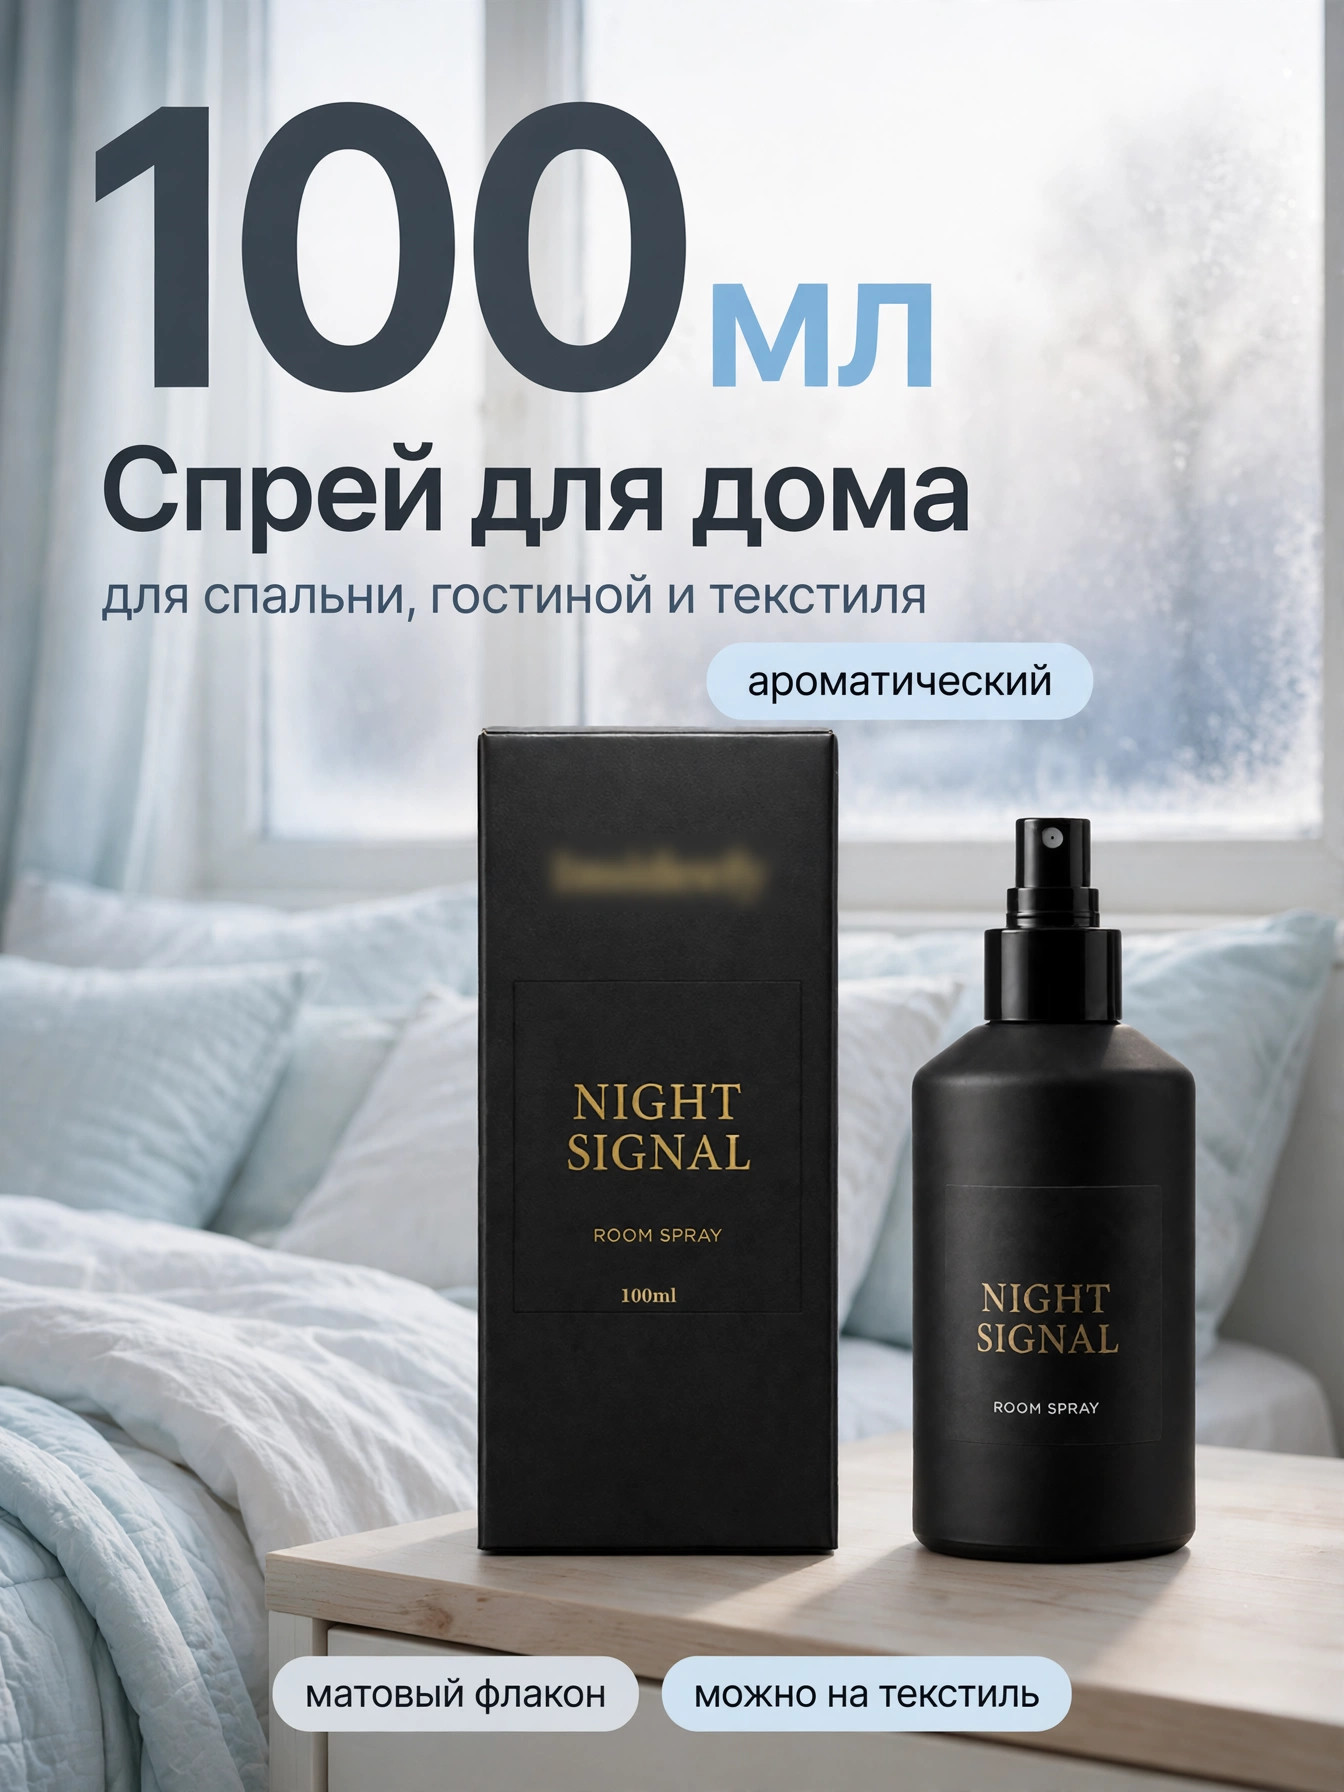 100 мл
Спрей для дома
для спальни, гостиной и текстиля
ароматический
NIGHT
SIGNAL
ROOM SPRAY
100ml
NIGHT
SIGNAL
ROOM SPRAY
матовый флакон
можно на текстиль